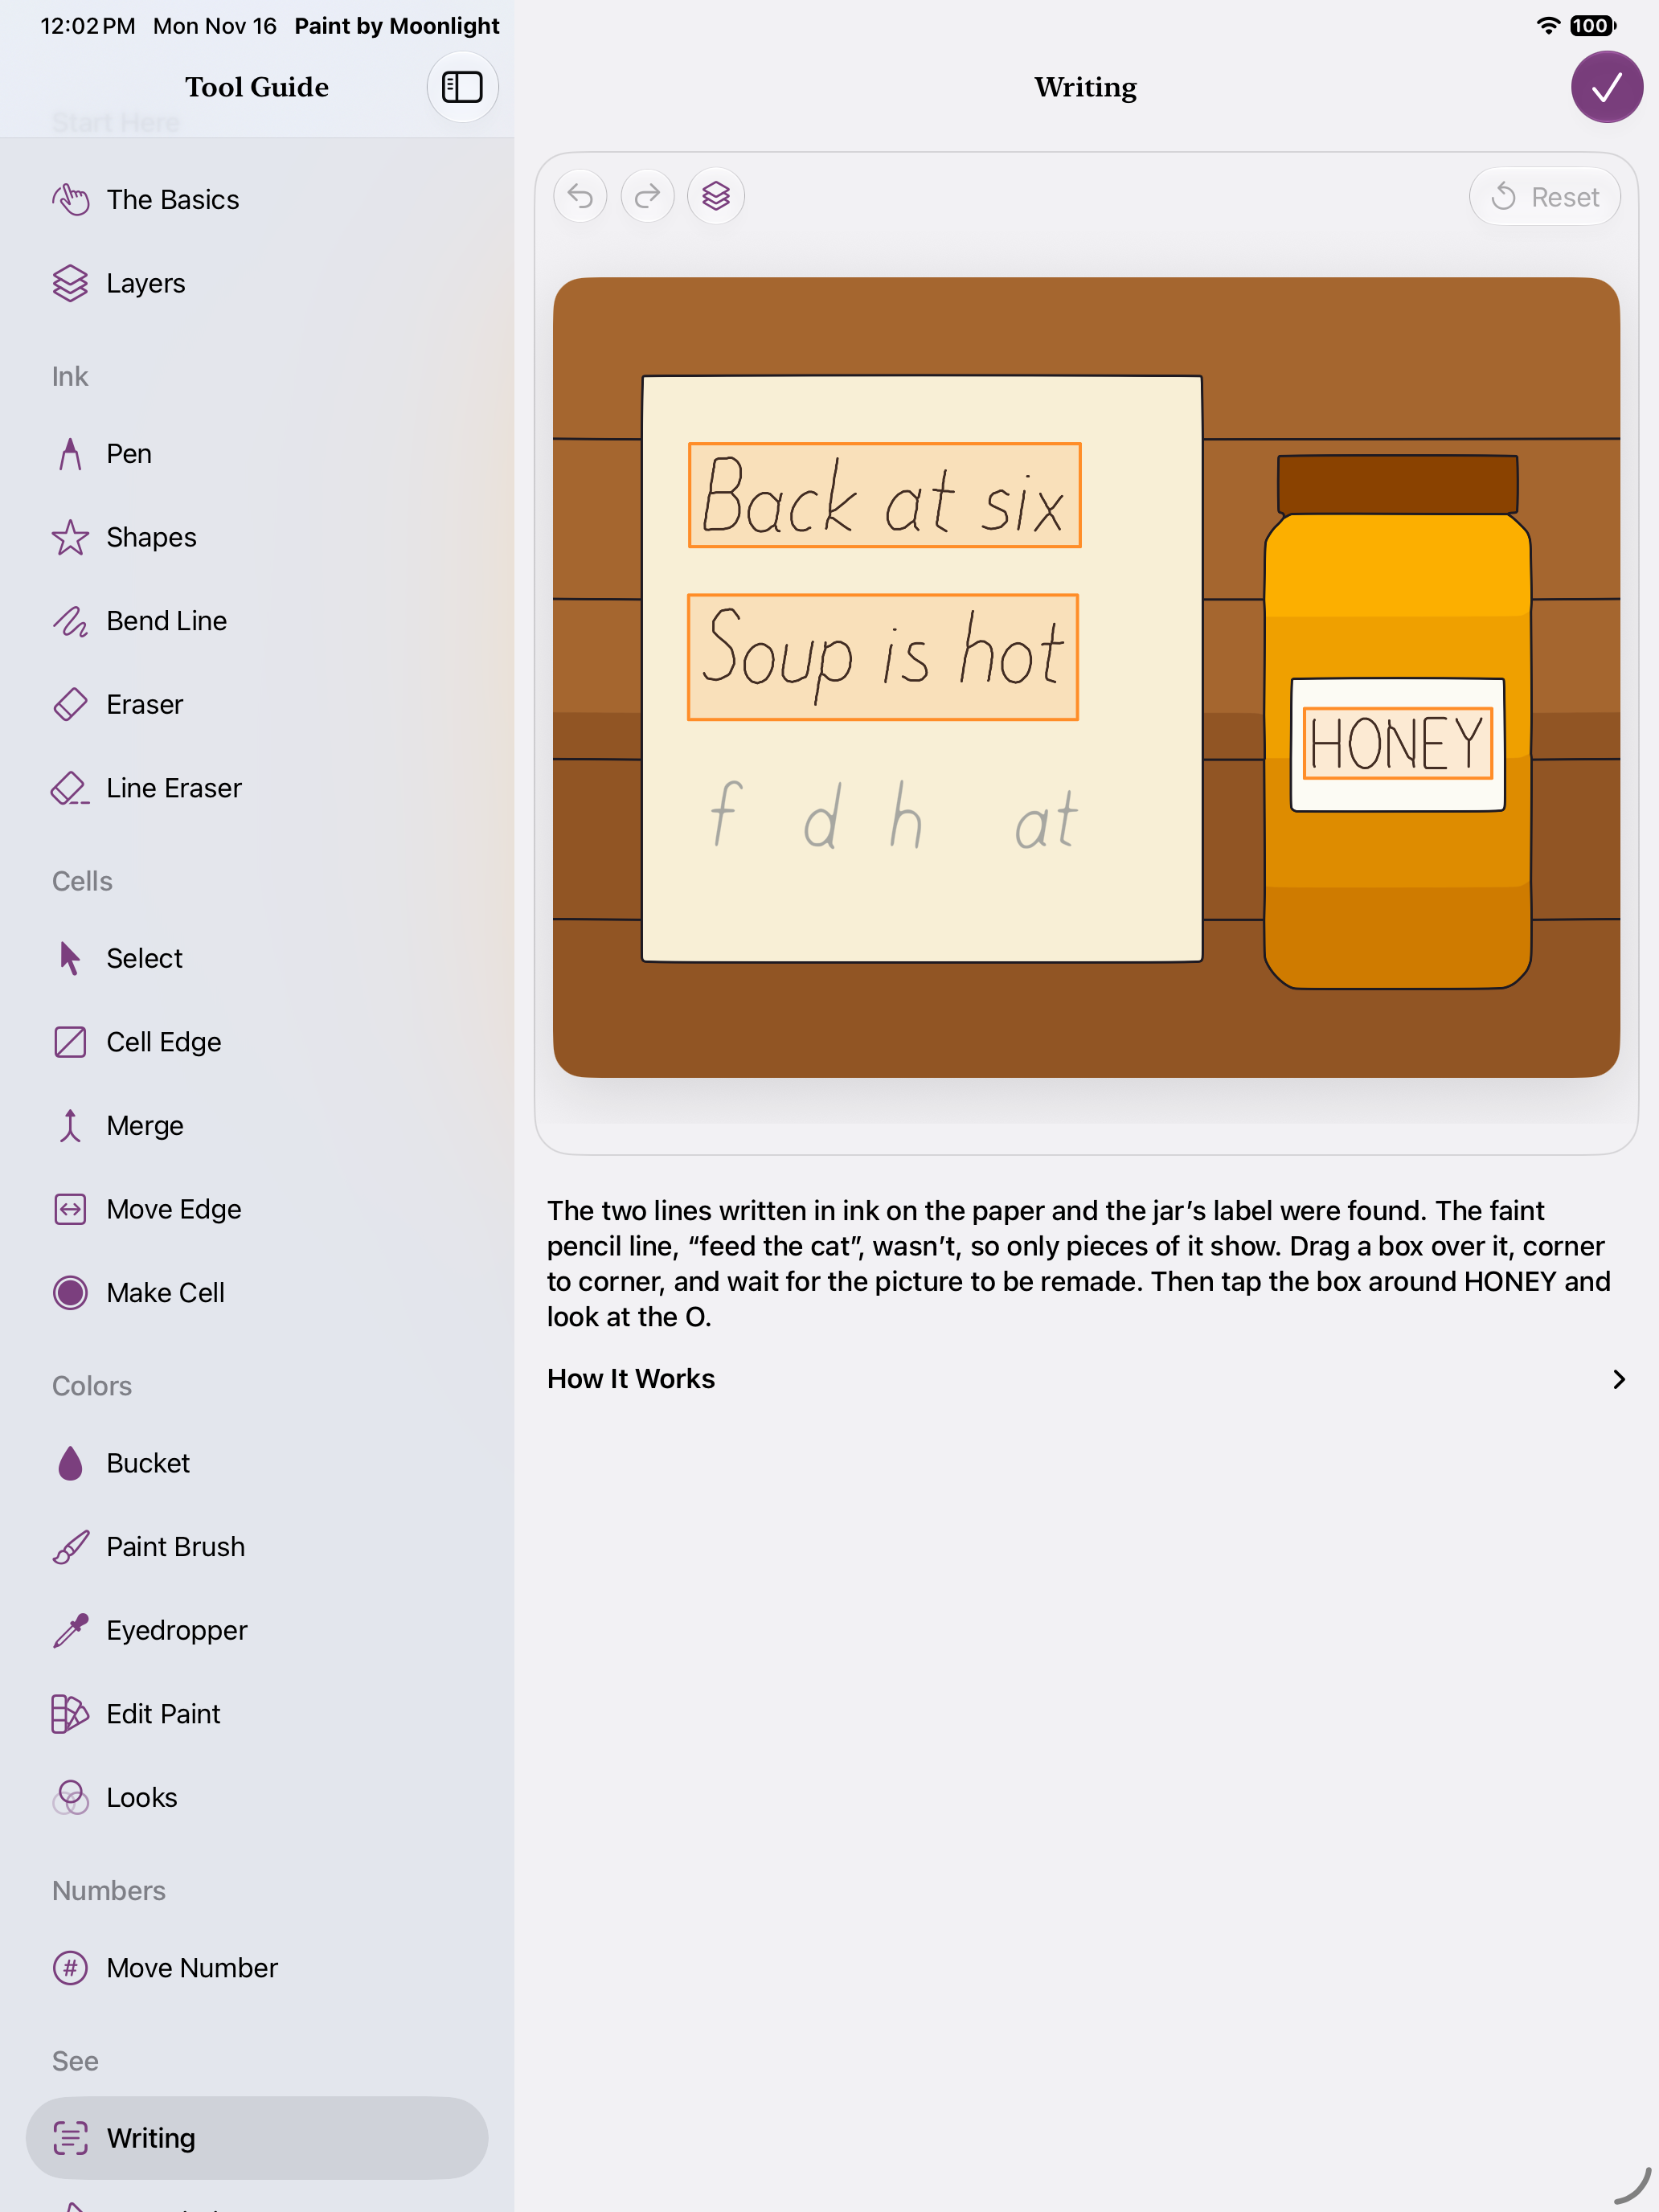 12:02 PM Mon Nov 16 Paint by Moonlight
100
Tool Guide
Start Here
The Basics
Layers
Ink
Pen
Shapes
Bend Line
Eraser
Line Eraser
Cells
Select
Cell Edge
Merge
Move Edge
Make Cell
Colors
Bucket
Paint Brush
Eyedropper
Edit Paint
Looks
Numbers
# Move Number
See
Writing
Writing
Reset
Back at six
Soup is hot
f d h at
HONEY
The two lines written in ink on the paper and the jar’s label were found. The faint
pencil line, “feed the cat”, wasn’t, so only pieces of it show. Drag a box over it, corner
to corner, and wait for the picture to be remade. Then tap the box around HONEY and
look at the O.
How It Works